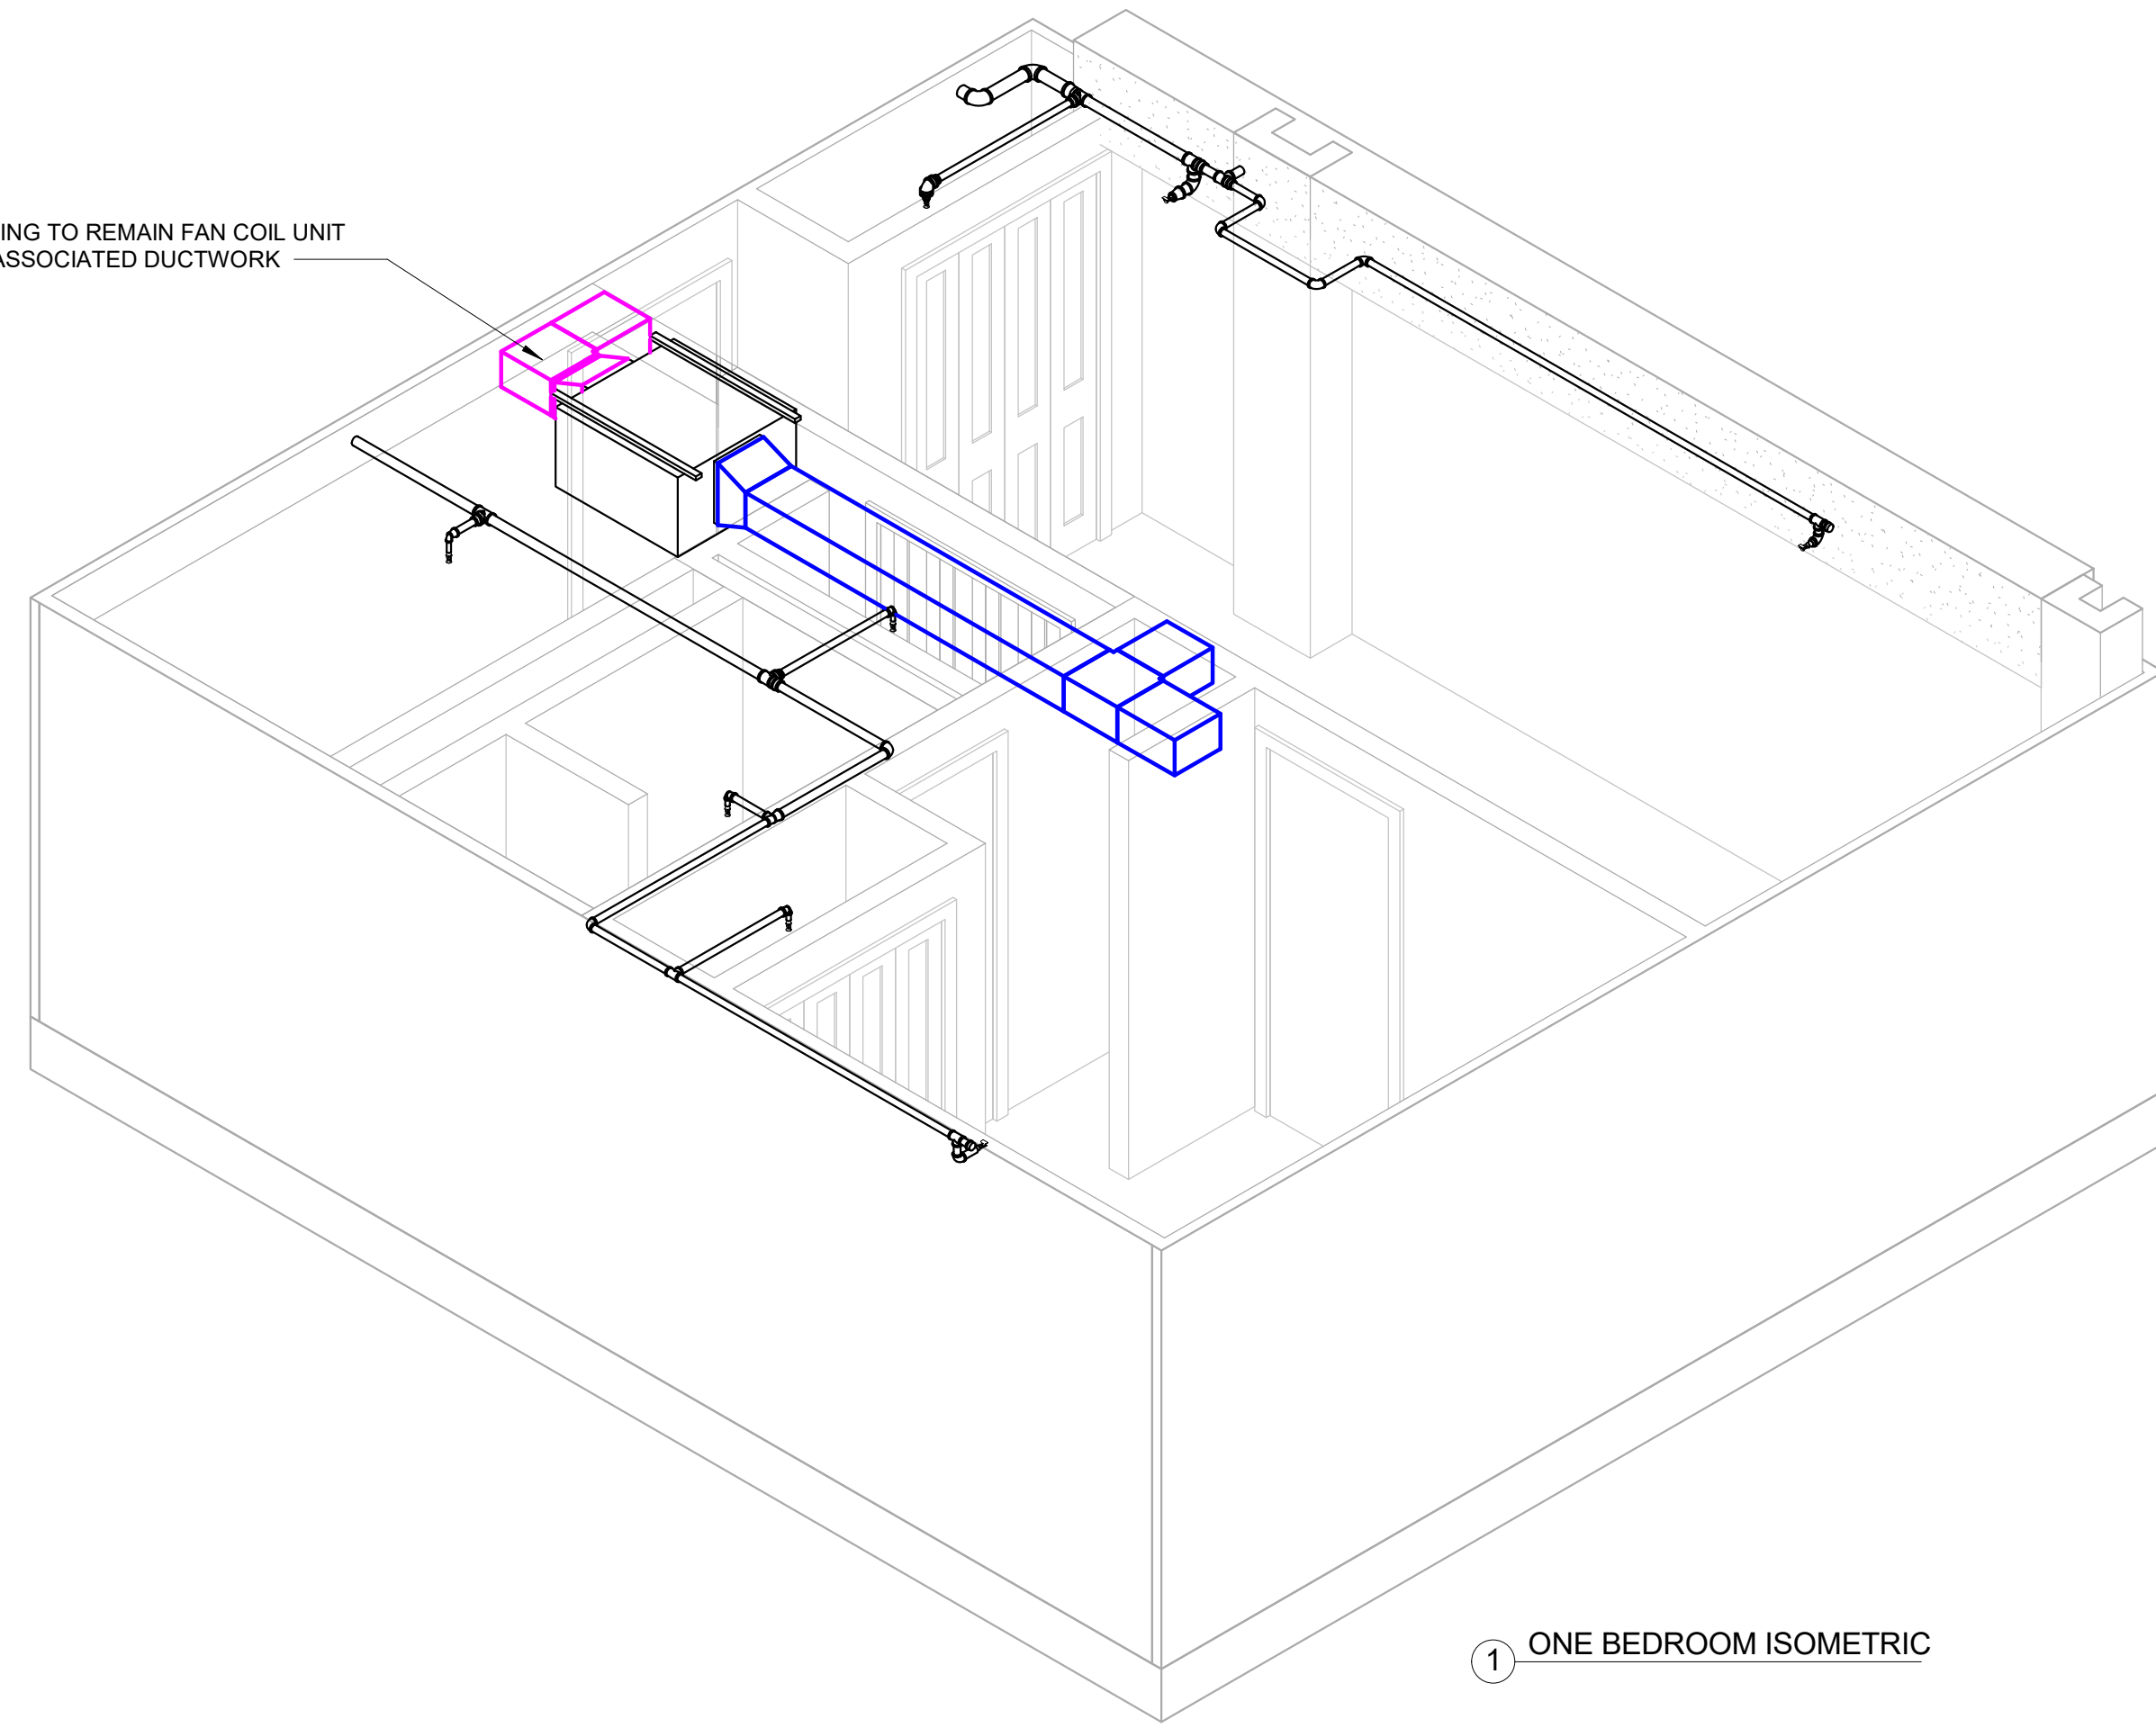 ING TO REMAIN FAN COIL UNIT
ASSOCIATED DUCTWORK
1
ONE BEDROOM ISOMETRIC